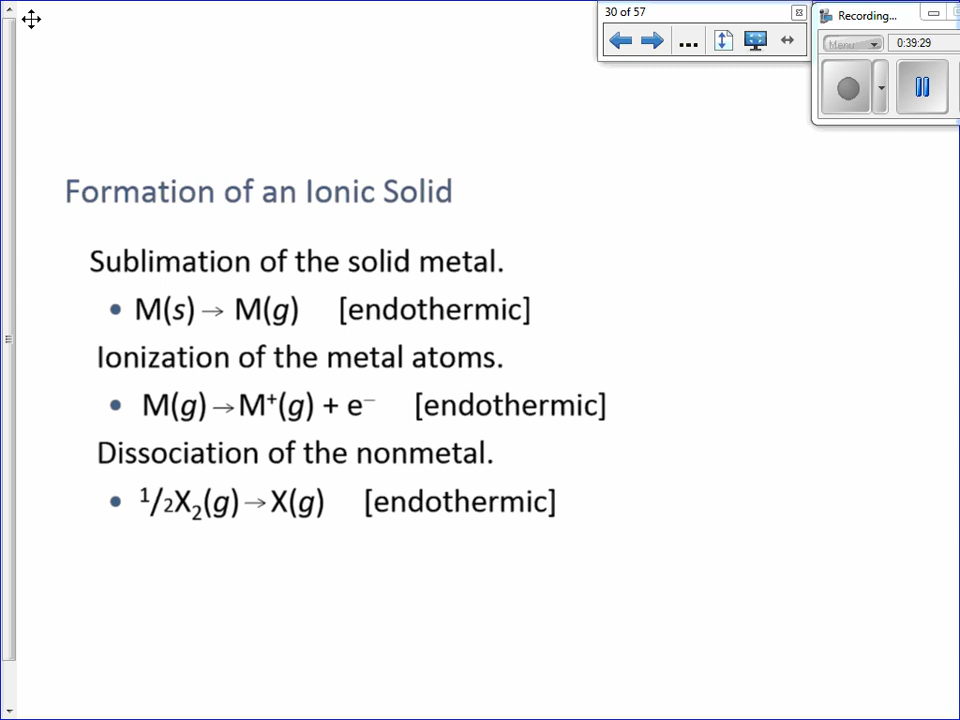 30 of 57
Recording...
Menu
0:39:29
Formation of an Ionic Solid
Sublimation of the solid metal.
• M(s) → M(g) [endothermic]
Ionization of the metal atoms.
• M(g) → M⁺(g) + e⁻ [endothermic]
Dissociation of the nonmetal.
• ¹/₂X₂(g) → X(g) [endothermic]